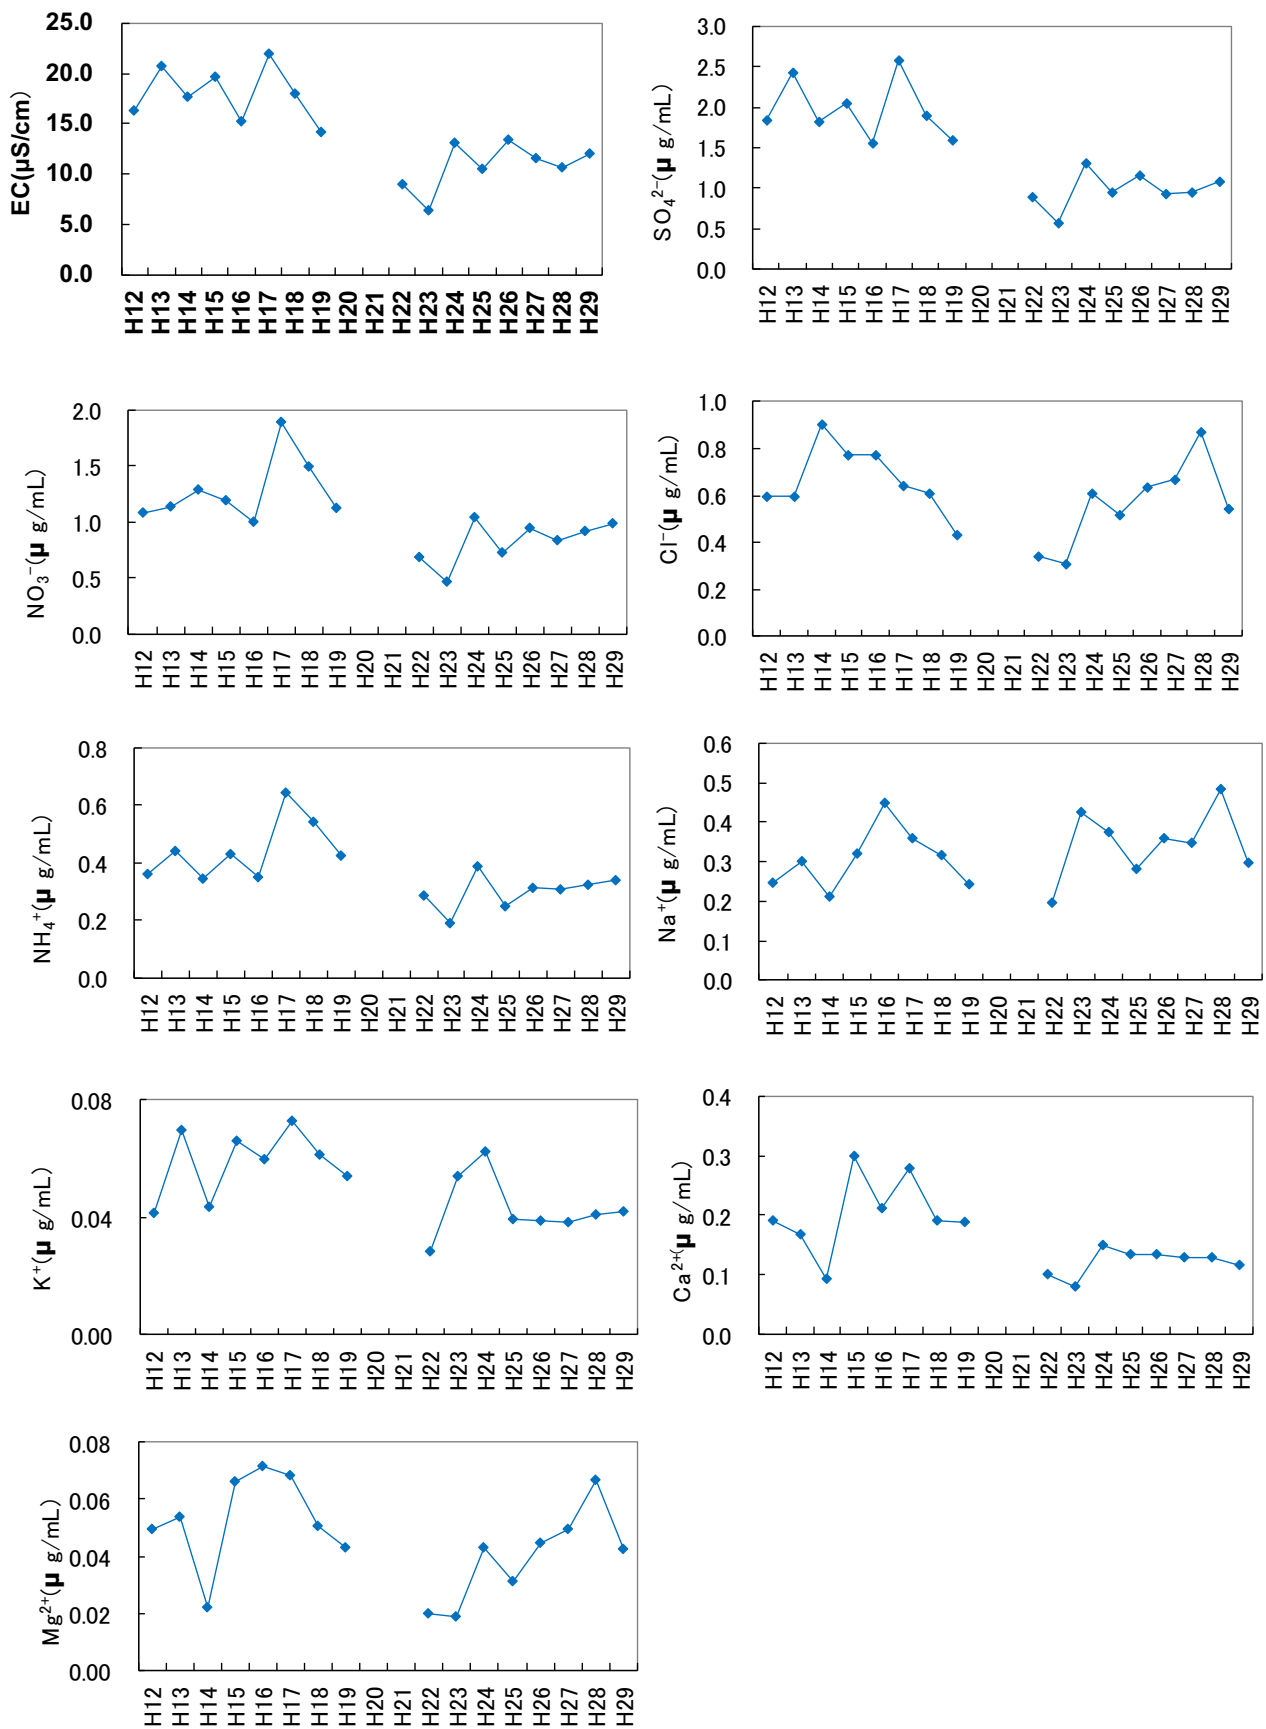 EC(μS/cm)
25.0
20.0
15.0
10.0
5.0
0.0
H12 H13 H14 H15 H16 H17 H18 H19 H20 H21 H22 H23 H24 H25 H26 H27 H28 H29
SO₄²⁻(μ g/mL)
3.0
2.5
2.0
1.5
1.0
0.5
0.0
H12 H13 H14 H15 H16 H17 H18 H19 H20 H21 H22 H23 H24 H25 H26 H27 H28 H29
NO₃⁻(μ g/mL)
2.0
1.5
1.0
0.5
0.0
H12 H13 H14 H15 H16 H17 H18 H19 H20 H21 H22 H23 H24 H25 H26 H27 H28 H29
Cl⁻(μ g/mL)
1.0
0.8
0.6
0.4
0.2
0.0
H12 H13 H14 H15 H16 H17 H18 H19 H20 H21 H22 H23 H24 H25 H26 H27 H28 H29
NH₄⁺(μ g/mL)
0.8
0.6
0.4
0.2
0.0
H12 H13 H14 H15 H16 H17 H18 H19 H20 H21 H22 H23 H24 H25 H26 H27 H28 H29
Na⁺(μ g/mL)
0.6
0.5
0.4
0.3
0.2
0.1
0.0
H12 H13 H14 H15 H16 H17 H18 H19 H20 H21 H22 H23 H24 H25 H26 H27 H28 H29
K⁺(μ g/mL)
0.08
0.04
0.00
H12 H13 H14 H15 H16 H17 H18 H19 H20 H21 H22 H23 H24 H25 H26 H27 H28 H29
Ca²⁺(μ g/mL)
0.4
0.3
0.2
0.1
0.0
H12 H13 H14 H15 H16 H17 H18 H19 H20 H21 H22 H23 H24 H25 H26 H27 H28 H29
Mg²⁺(μ g/mL)
0.08
0.06
0.04
0.02
0.00
H12 H13 H14 H15 H16 H17 H18 H19 H20 H21 H22 H23 H24 H25 H26 H27 H28 H29